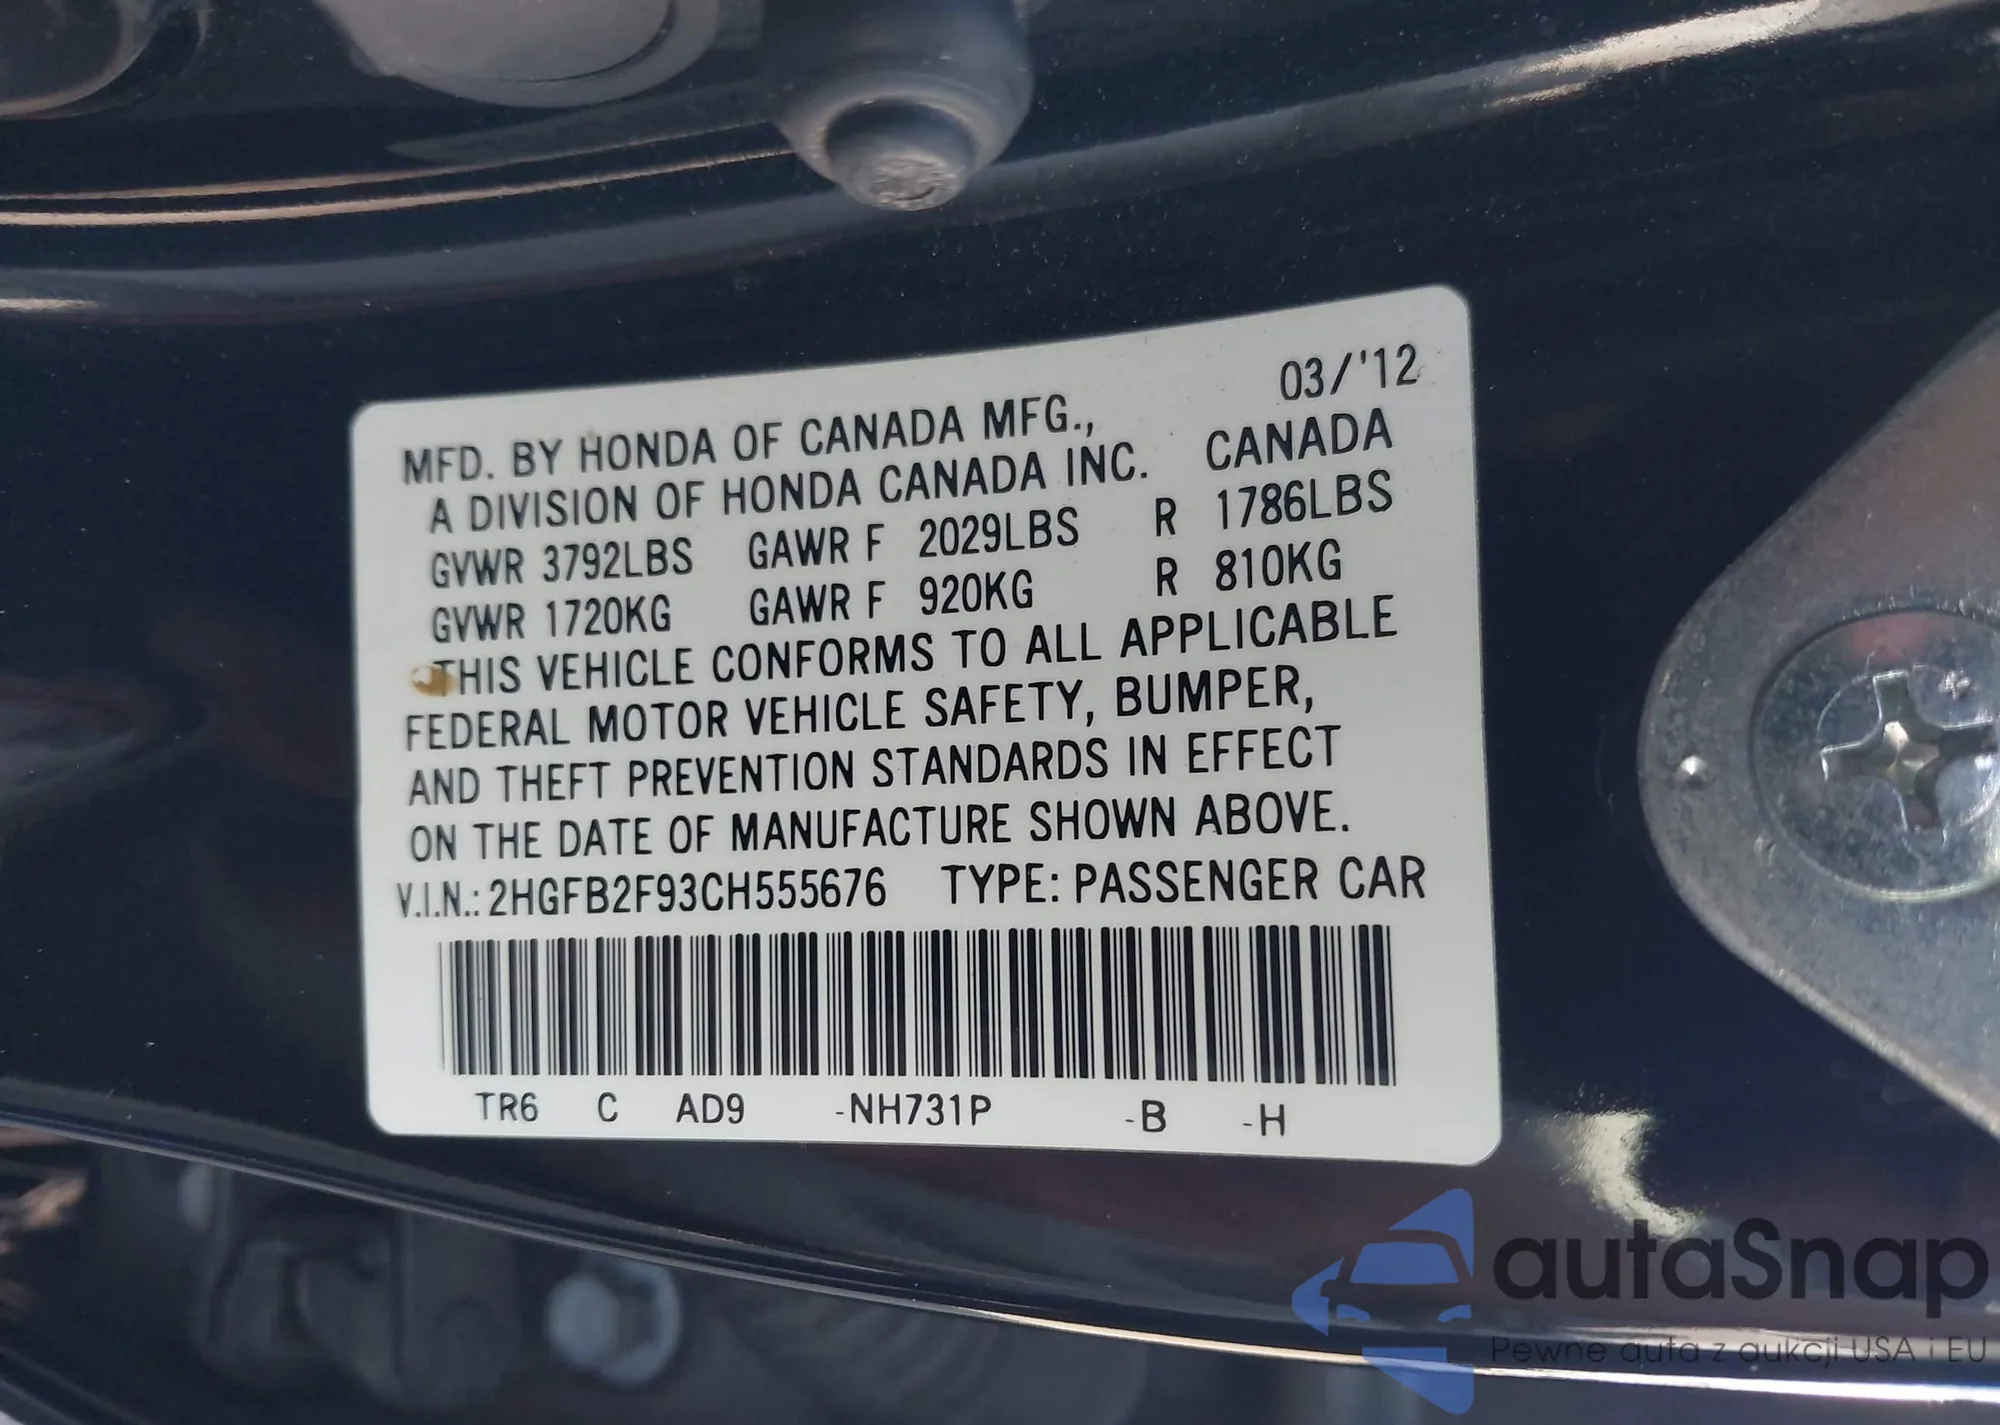 03/'12
MFD. BY HONDA OF CANADA MFG.,
A DIVISION OF HONDA CANADA INC. CANADA
GVWR 3792LBS GAWR F 2029LBS R 1786LBS
GVWR 1720KG GAWR F 920KG R 810KG
THIS VEHICLE CONFORMS TO ALL APPLICABLE
FEDERAL MOTOR VEHICLE SAFETY, BUMPER,
AND THEFT PREVENTION STANDARDS IN EFFECT
ON THE DATE OF MANUFACTURE SHOWN ABOVE.
V.I.N.: 2HGFB2F93CH555676 TYPE: PASSENGER CAR
TR6 C AD9 -NH731P -B -H
autaSnap
Pewne auta z aukcji USA i EU